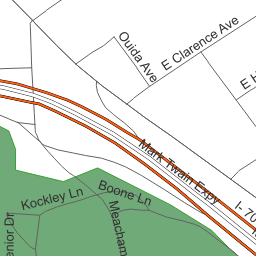 E Clarence Ave
Ouida Ave
E H
Mark Twain Expy
I- 70
Boone Ln
Kockley Ln
Meacham
enior Dr